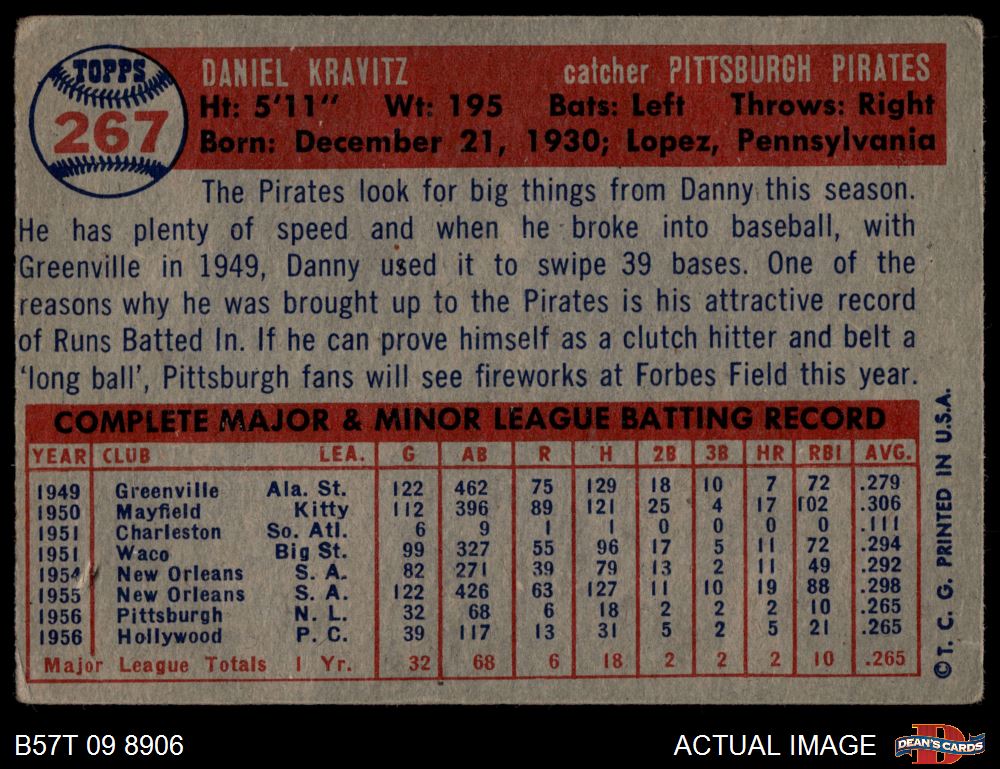 TOPPS
267
DANIEL KRAVITZ catcher PITTSBURGH PIRATES
Ht: 5'11" Wt: 195 Bats: Left Throws: Right
Born: December 21, 1930; Lopez, Pennsylvania
The Pirates look for big things from Danny this season.
He has plenty of speed and when he broke into baseball, with
Greenville in 1949, Danny used it to swipe 39 bases. One of the
reasons why he was brought up to the Pirates is his attractive record
of Runs Batted In. If he can prove himself as a clutch hitter and belt a
'long ball', Pittsburgh fans will see fireworks at Forbes Field this year.
COMPLETE MAJOR & MINOR LEAGUE BATTING RECORD
YEAR CLUB LEA. G AB R H 2B 3B HR RBI AVG.
1949 Greenville Ala. St. 122 462 75 129 18 10 7 72 .279
1950 Mayfield Kitty 112 396 89 121 25 4 17 102 .306
1951 Charleston So. Atl. 6 9 1 1 0 0 0 0 .111
1951 Waco Big St. 99 327 55 96 17 5 11 72 .294
1954 New Orleans S. A. 82 271 39 79 13 2 11 49 .292
1955 New Orleans S. A. 122 426 63 127 11 10 19 88 .298
1956 Pittsburgh N. L. 32 68 6 18 2 2 2 10 .265
1956 Hollywood P. C. 39 117 13 31 5 2 5 21 .265
Major League Totals 1 Yr. 32 68 6 18 2 2 2 10 .265
© T. C. G. PRINTED IN U.S.A.
B57T 09 8906
ACTUAL IMAGE
DEAN'S CARDS